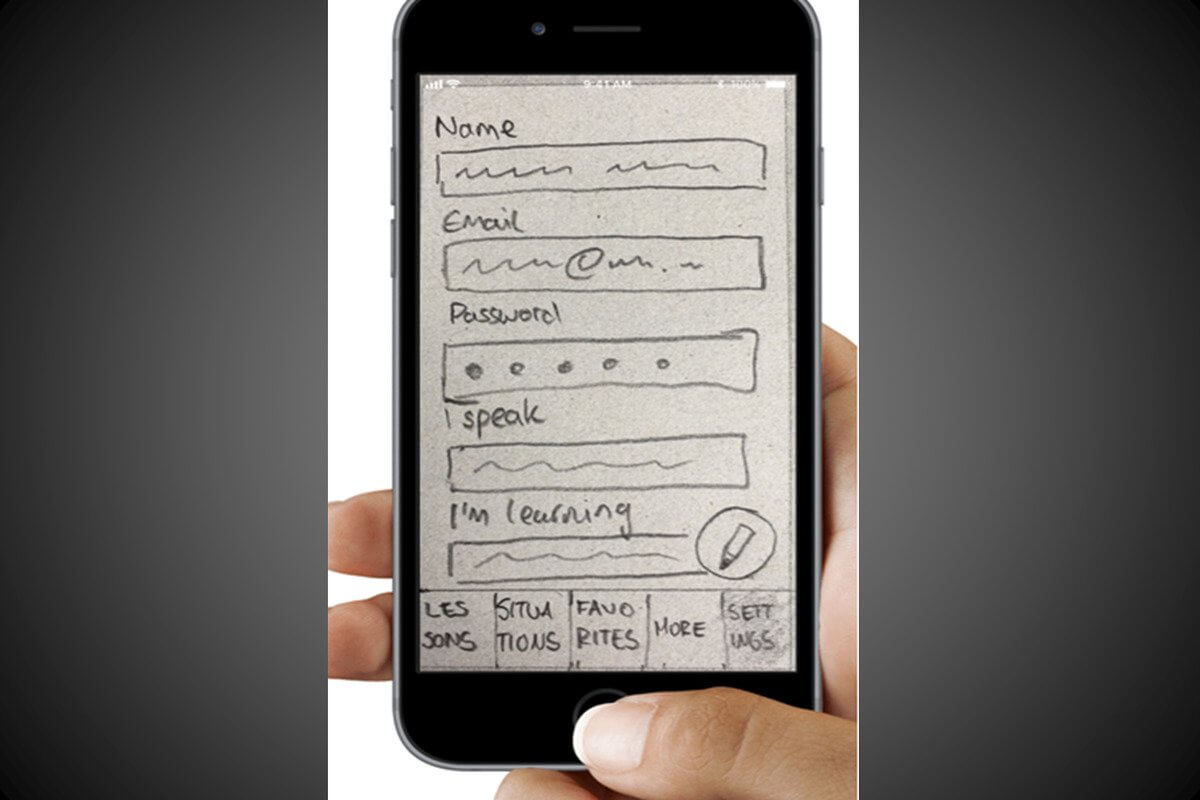 9:41 AM 100%
Name
Email
@
Password
I speak
I'm learning
LES SITUA FAVO MORE SETT
SONS TIONS RITES INGS